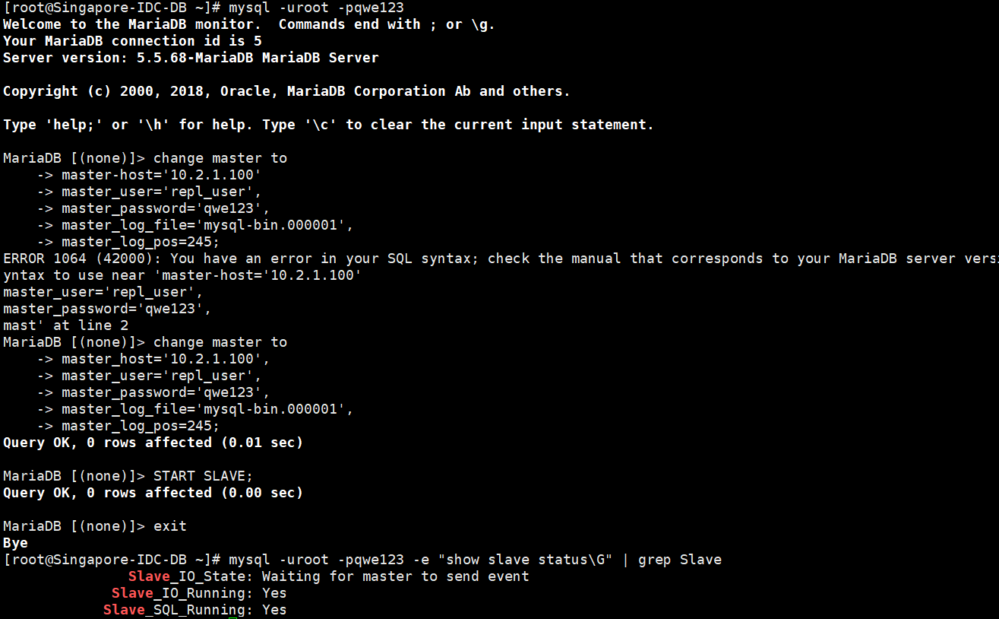 [root@Singapore-IDC-DB ~]# mysql -uroot -pqwe123
Welcome to the MariaDB monitor.  Commands end with ; or \g.
Your MariaDB connection id is 5
Server version: 5.5.68-MariaDB MariaDB Server

Copyright (c) 2000, 2018, Oracle, MariaDB Corporation Ab and others.

Type 'help;' or '\h' for help. Type '\c' to clear the current input statement.

MariaDB [(none)]> change master to
    -> master-host='10.2.1.100'
    -> master_user='repl_user',
    -> master_password='qwe123',
    -> master_log_file='mysql-bin.000001',
    -> master_log_pos=245;
ERROR 1064 (42000): You have an error in your SQL syntax; check the manual that corresponds to your MariaDB server versi
yntax to use near 'master-host='10.2.1.100'
master_user='repl_user',
master_password='qwe123',
mast' at line 2
MariaDB [(none)]> change master to
    -> master_host='10.2.1.100',
    -> master_user='repl_user',
    -> master_password='qwe123',
    -> master_log_file='mysql-bin.000001',
    -> master_log_pos=245;
Query OK, 0 rows affected (0.01 sec)

MariaDB [(none)]> START SLAVE;
Query OK, 0 rows affected (0.00 sec)

MariaDB [(none)]> exit
Bye
[root@Singapore-IDC-DB ~]# mysql -uroot -pqwe123 -e "show slave status\G" | grep Slave
               Slave_IO_State: Waiting for master to send event
             Slave_IO_Running: Yes
            Slave_SQL_Running: Yes